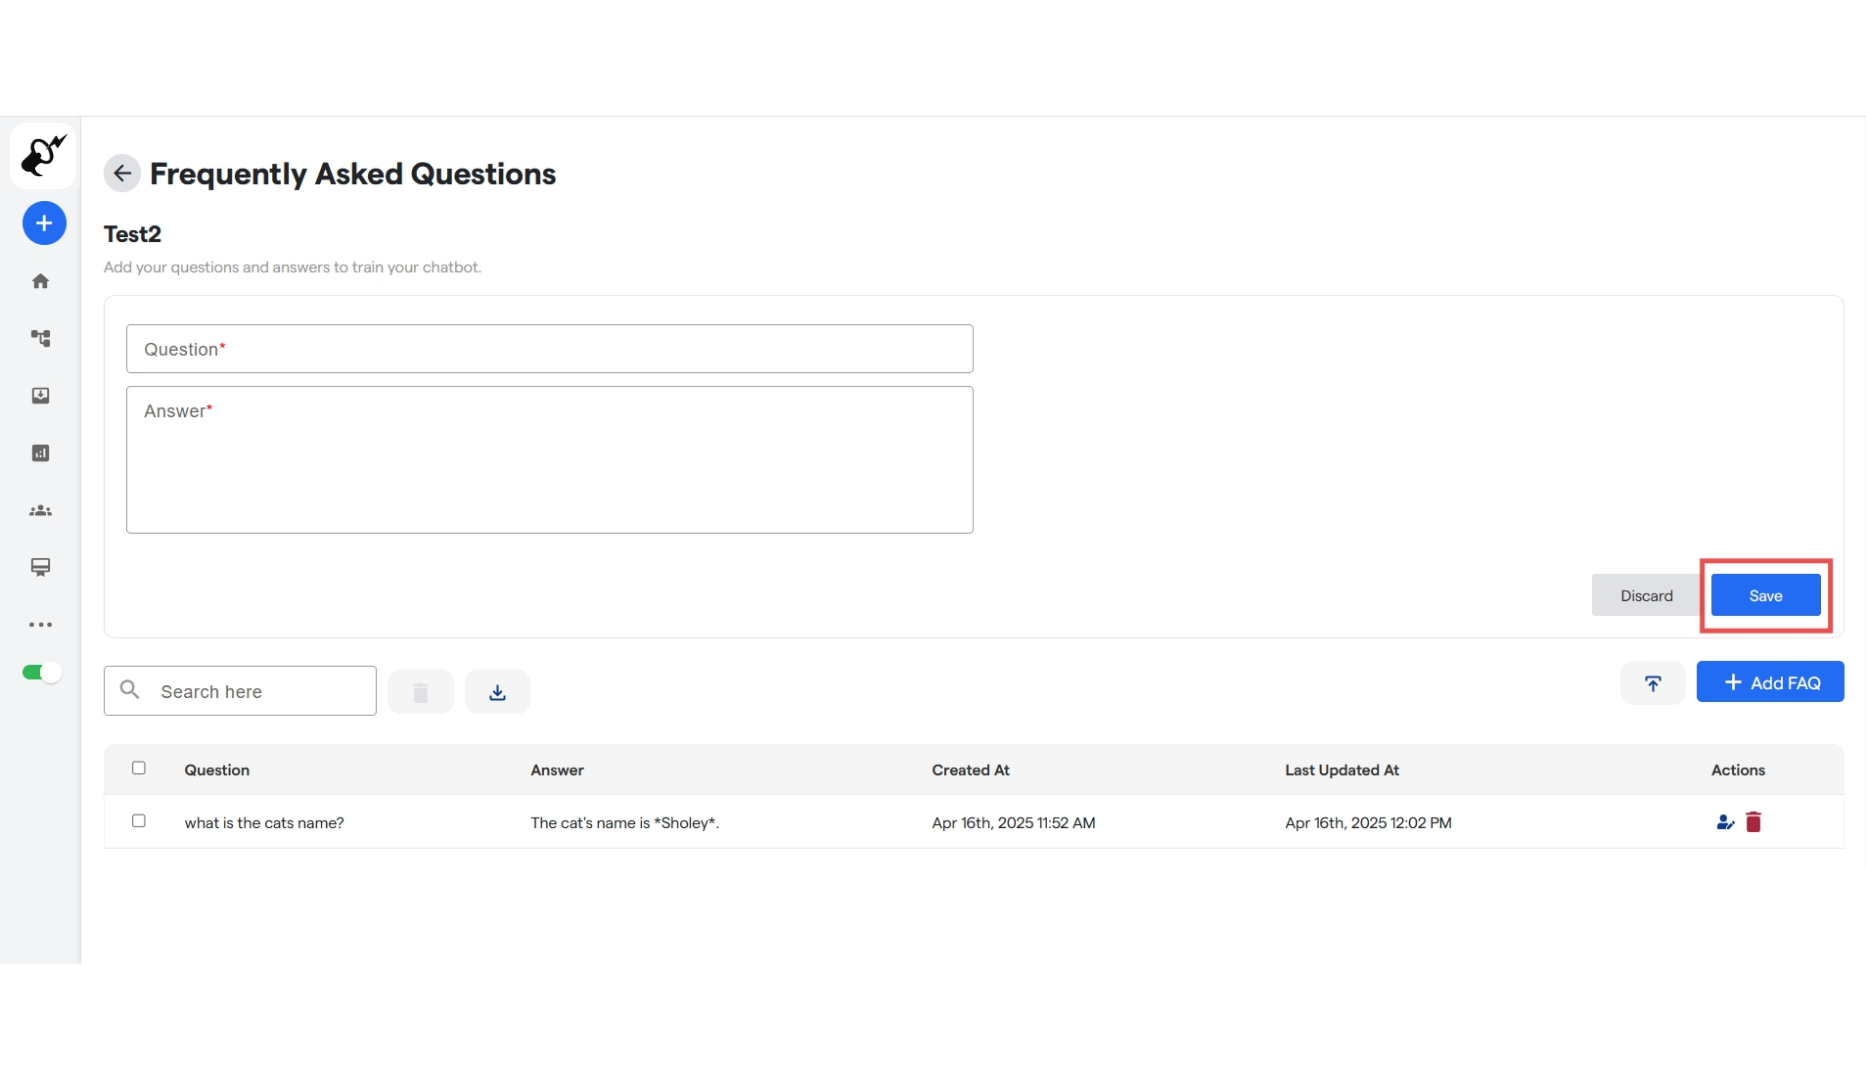 Frequently Asked Questions
Test2
Add your questions and answers to train your chatbot.
Question*
Answer*
Discard
Save
Search here
Add FAQ
Question Answer Created At Last Updated At Actions
what is the cats name? The cat's name is *Sholey*. Apr 16th, 2025 11:52 AM Apr 16th, 2025 12:02 PM